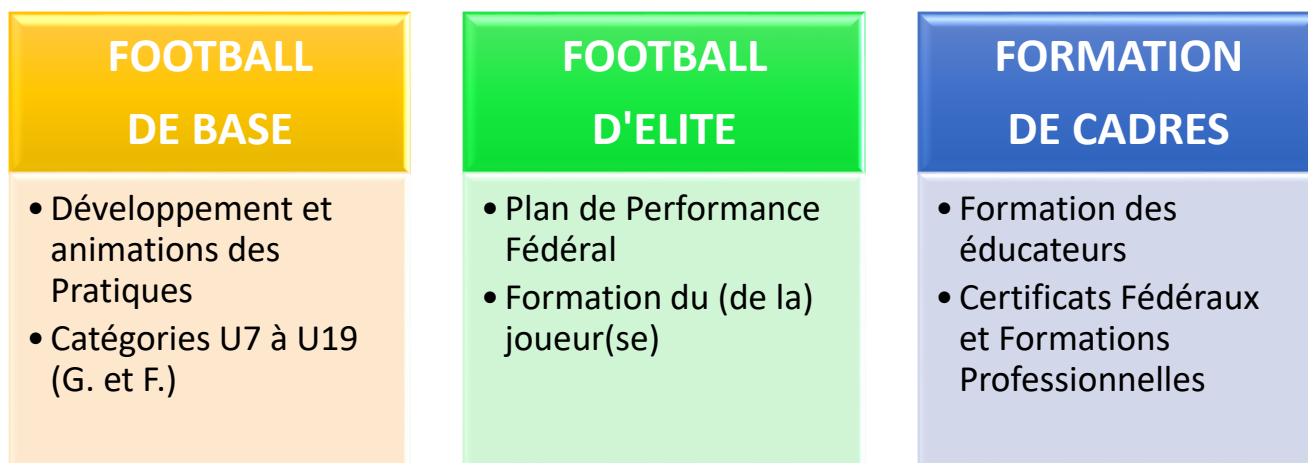 FOOTBALL
DE BASE
• Développement et
animations des
Pratiques
• Catégories U7 à U19
(G. et F.)
FOOTBALL
D'ELITE
• Plan de Performance
Fédéral
• Formation du (de la)
joueur(se)
FORMATION
DE CADRES
• Formation des
éducateurs
• Certificats Fédéraux
et Formations
Professionnelles